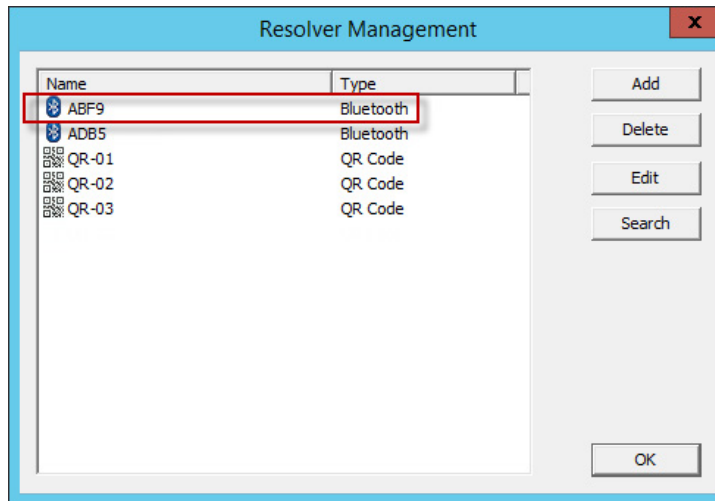 Resolver Management
x
Name Type
ABF9 Bluetooth
ADB5 Bluetooth
QR-01 QR Code
QR-02 QR Code
QR-03 QR Code
Add
Delete
Edit
Search
OK